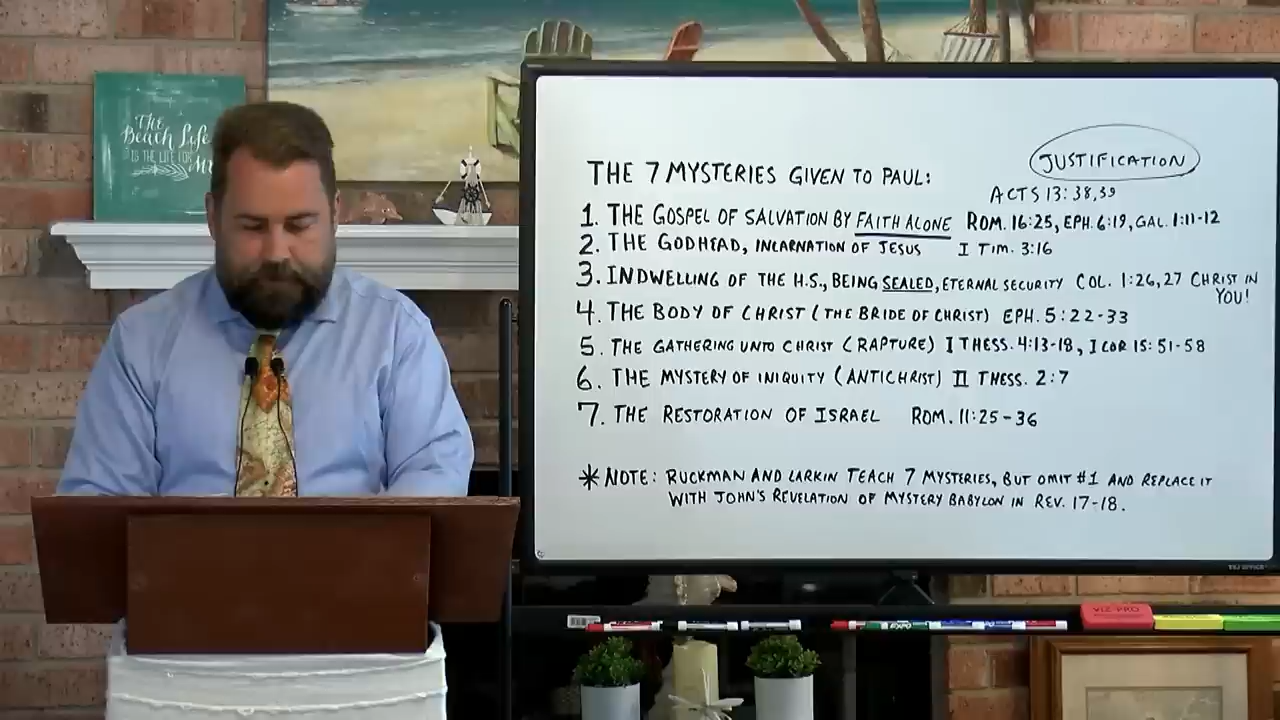 The
Beach Life
IS THE LIFE FOR
Me
JUSTIFICATION
ACTS 13:38,39
THE 7 MYSTERIES GIVEN TO PAUL:
1. THE GOSPEL OF SALVATION BY FAITH ALONE ROM. 16:25, EPH. 6:19, GAL. 1:11-12
2. THE GODHEAD, INCARNATION OF JESUS I TIM. 3:16
3. INDWELLING OF THE H.S., BEING SEALED, ETERNAL SECURITY COL. 1:26,27 CHRIST IN
YOU!
4. THE BODY OF CHRIST (THE BRIDE OF CHRIST) EPH. 5:22-33
5. THE GATHERING UNTO CHRIST (RAPTURE) I THESS. 4:13-18, I COR 15:51-58
6. THE MYSTERY OF INIQUITY (ANTICHRIST) II THESS. 2:7
7. THE RESTORATION OF ISRAEL ROM. 11:25-36
* NOTE: RUCKMAN AND LARKIN TEACH 7 MYSTERIES, BUT OMIT #1 AND REPLACE IT
WITH JOHN'S REVELATION OF MYSTERY BABYLON IN REV. 17-18.
VIZ-PRO
EXPO